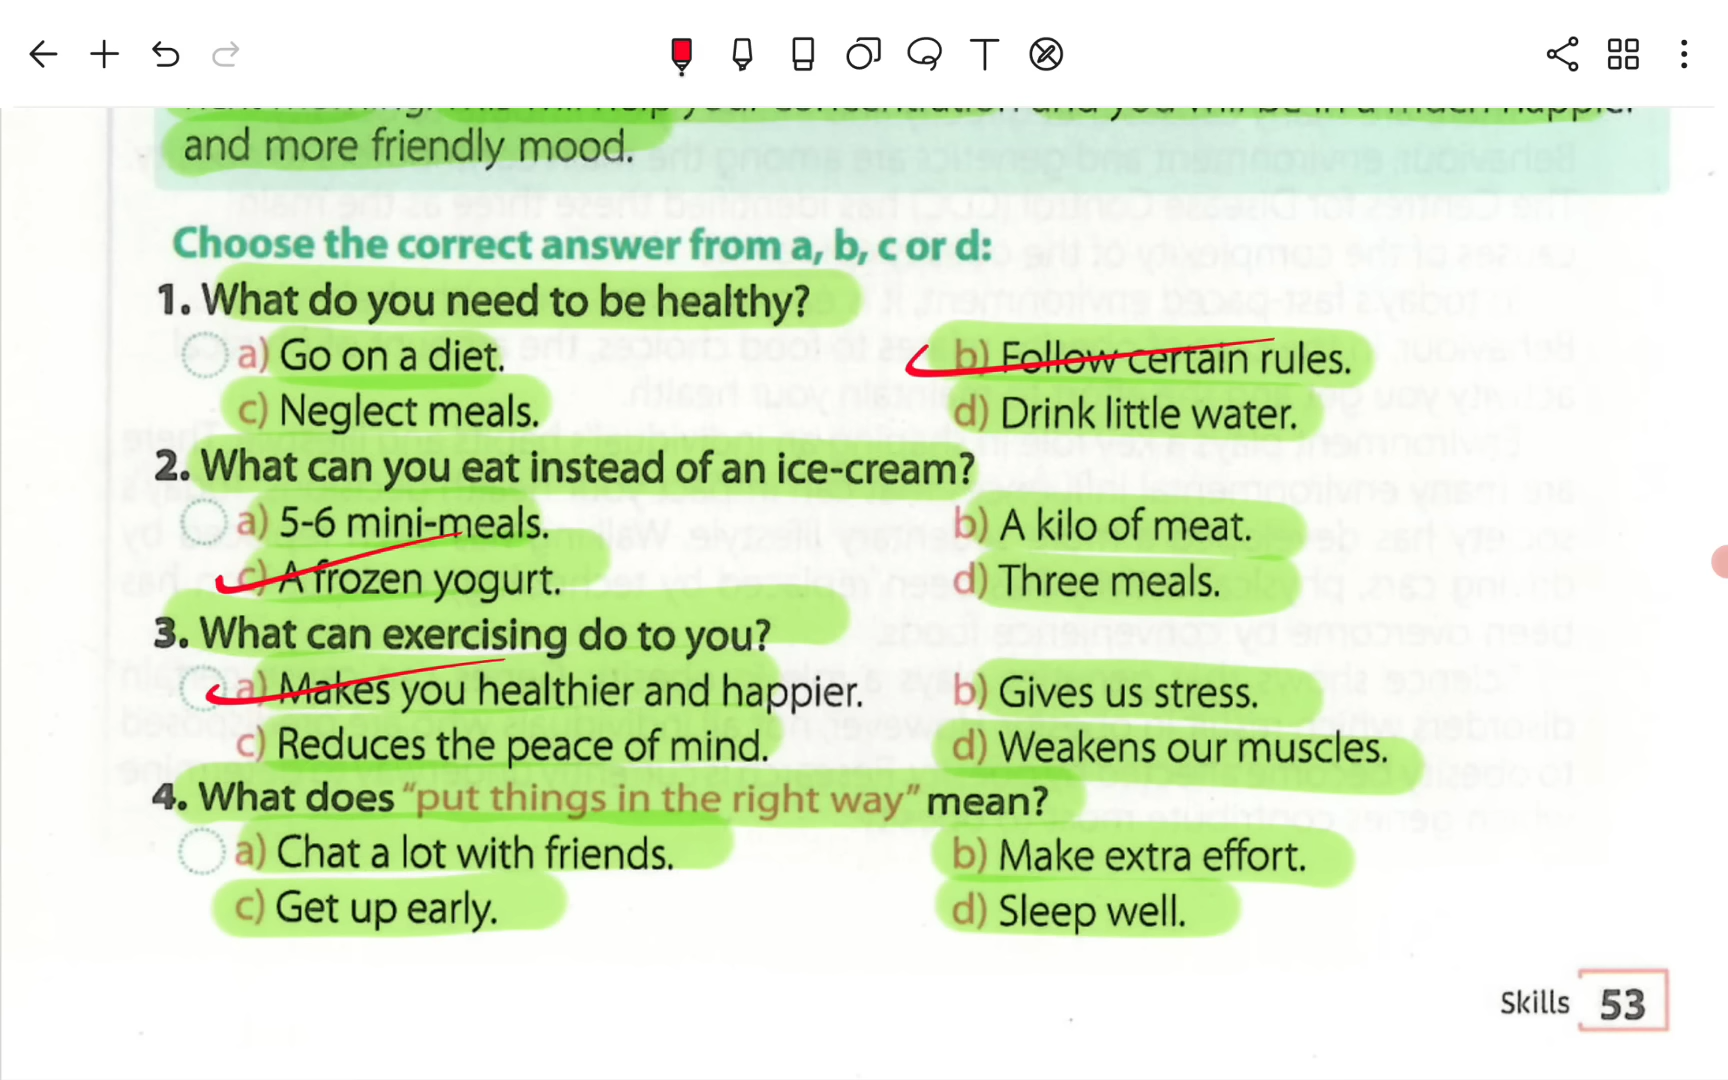 and more friendly mood.
Choose the correct answer from a, b, c or d:
1. What do you need to be healthy?
a) Go on a diet.
b) Follow certain rules.
c) Neglect meals.
d) Drink little water.
2. What can you eat instead of an ice-cream?
a) 5-6 mini-meals.
b) A kilo of meat.
c) A frozen yogurt.
d) Three meals.
3. What can exercising do to you?
a) Makes you healthier and happier.
b) Gives us stress.
c) Reduces the peace of mind.
d) Weakens our muscles.
4. What does “put things in the right way” mean?
a) Chat a lot with friends.
b) Make extra effort.
c) Get up early.
d) Sleep well.
Skills 53